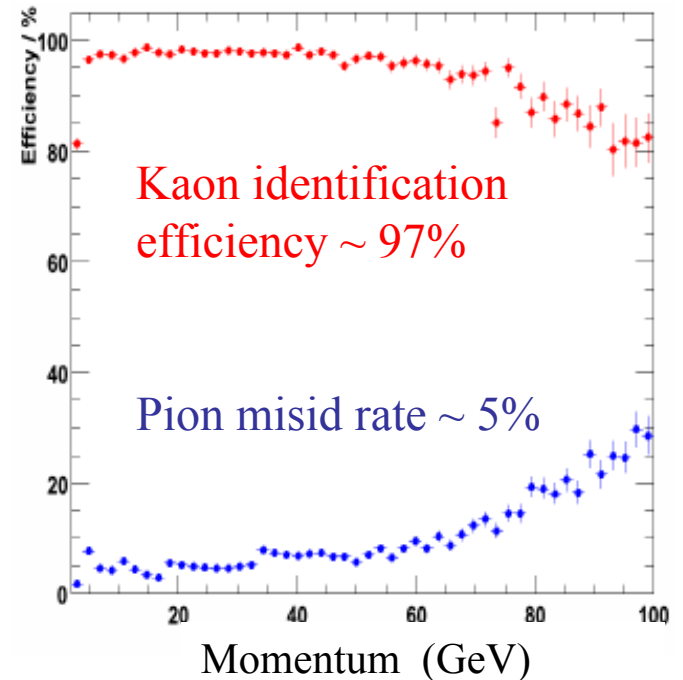 Efficiency / %
100
80
60
40
20
0
Kaon identification
efficiency ~ 97%
Pion misid rate ~ 5%
20 40 60 80 100
Momentum (GeV)